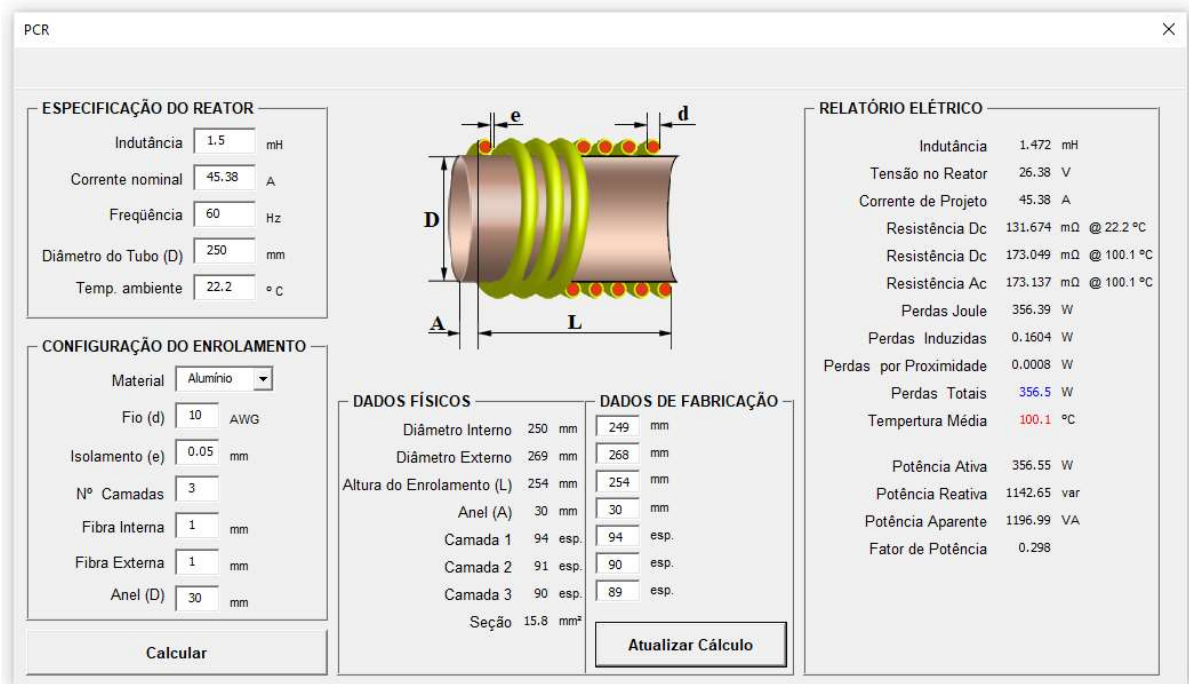 PCR
ESPECIFICAÇÃO DO REATOR
Indutância 1.5 mH
Corrente nominal 45.38 A
Freqüência 60 Hz
Diâmetro do Tubo (D) 250 mm
Temp. ambiente 22.2 º C
CONFIGURAÇÃO DO ENROLAMENTO
Material Alumínio
Fio (d) 10 AWG
Isolamento (e) 0.05 mm
Nº Camadas 3
Fibra Interna 1 mm
Fibra Externa 1 mm
Anel (D) 30 mm
Calcular
e
d
D
A
L
DADOS FÍSICOS
Diâmetro Interno 250 mm
Diâmetro Externo 269 mm
Altura do Enrolamento (L) 254 mm
Anel (A) 30 mm
Camada 1 94 esp.
Camada 2 91 esp.
Camada 3 90 esp.
Seção 15.8 mm²
DADOS DE FABRICAÇÃO
249 mm
268 mm
254 mm
30 mm
94 esp.
90 esp.
89 esp.
Atualizar Cálculo
RELATÓRIO ELÉTRICO
Indutância 1.472 mH
Tensão no Reator 26.38 V
Corrente de Projeto 45.38 A
Resistência Dc 131.674 mΩ @ 22.2 ºC
Resistência Dc 173.049 mΩ @ 100.1 ºC
Resistência Ac 173.137 mΩ @ 100.1 ºC
Perdas Joule 356.39 W
Perdas Induzidas 0.1604 W
Perdas por Proximidade 0.0008 W
Perdas Totais 356.5 W
Tempertura Média 100.1 ºC
Potência Ativa 356.55 W
Potência Reativa 1142.65 var
Potência Aparente 1196.99 VA
Fator de Potência 0.298